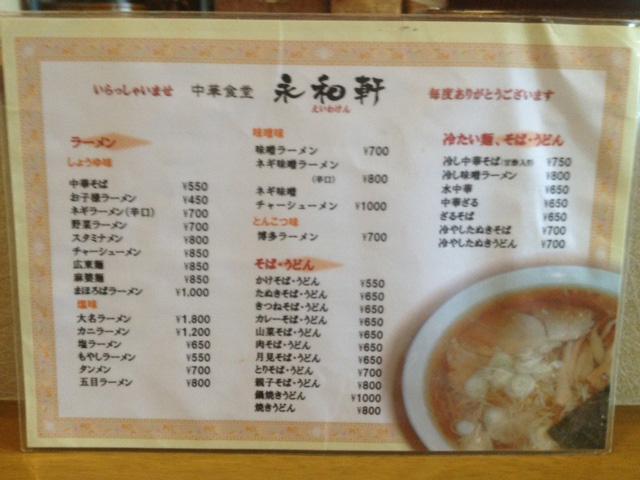 いらっしゃいませ 中華食堂 永和軒 毎度ありがとうございます
えいわけん
ラーメン
しょうゆ味
中華そば ¥550
お子様ラーメン ¥450
ネギラーメン(辛口) ¥700
野菜ラーメン ¥700
スタミナラーメン ¥800
チャーシューメン ¥850
広東麺 ¥850
麻婆麺 ¥850
まほろばラーメン ¥1,000
塩味
大名ラーメン ¥1,800
カニラーメン ¥1,200
塩ラーメン ¥650
もやしラーメン ¥550
タンメン ¥700
五目ラーメン ¥800
味噌味
味噌ラーメン ¥700
ネギ味噌ラーメン
(辛口) ¥800
ネギ味噌
チャーシューメン ¥1000
とんこつ味
博多ラーメン ¥700
そば・うどん
かけそば・うどん ¥550
たぬきそば・うどん ¥650
きつねそば・うどん ¥650
カレーそば・うどん ¥650
山菜そば・うどん ¥650
肉そば・うどん ¥650
月見そば・うどん ¥650
とりそば・うどん ¥700
親子そば・うどん ¥800
鍋焼きうどん ¥1000
焼きうどん ¥800
冷たい麺、そば・うどん
冷し中華そば ¥750
冷し味噌ラーメン ¥800
水中華 ¥650
中華ざる ¥650
ざるそば ¥650
冷やしたぬきそば ¥700
冷やしたぬきうどん ¥700